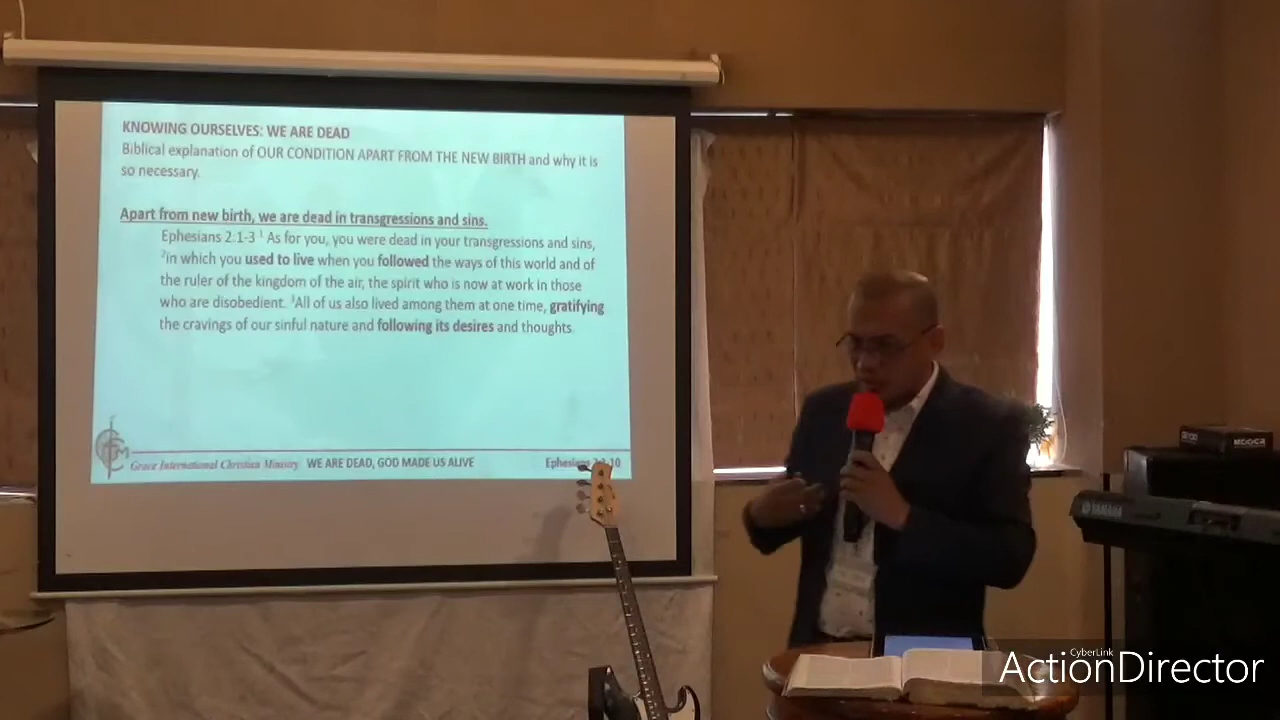 KNOWING OURSELVES: WE ARE DEAD
Biblical explanation of OUR CONDITION APART FROM THE NEW BIRTH and why it is
so necessary.
Apart from new birth, we are dead in transgressions and sins.
Ephesians 2:1-3 ¹ As for you, you were dead in your transgressions and sins,
²in which you used to live when you followed the ways of this world and of
the ruler of the kingdom of the air, the spirit who is now at work in those
who are disobedient. ³All of us also lived among them at one time, gratifying
the cravings of our sinful nature and following its desires and thoughts
Grace International Christian Ministry WE ARE DEAD, GOD MADE US ALIVE
Ephesians
10
MOOER
YAMAHA
CyberLink
ActionDirector